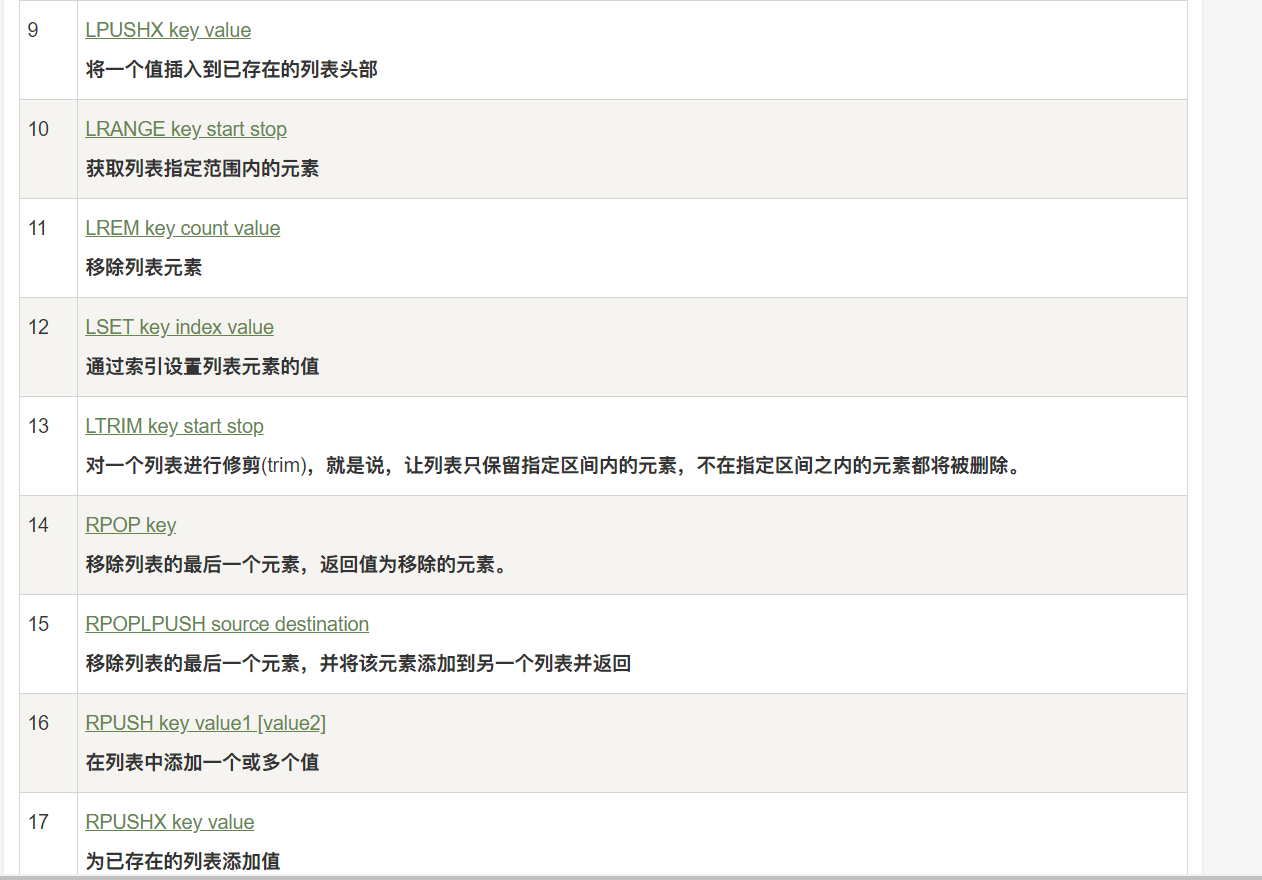 9 LPUSHX key value
将一个值插入到已存在的列表头部
10 LRANGE key start stop
获取列表指定范围内的元素
11 LREM key count value
移除列表元素
12 LSET key index value
通过索引设置列表元素的值
13 LTRIM key start stop
对一个列表进行修剪(trim)，就是说，让列表只保留指定区间内的元素，不在指定区间之内的元素都将被删除。
14 RPOP key
移除列表的最后一个元素，返回值为移除的元素。
15 RPOPLPUSH source destination
移除列表的最后一个元素，并将该元素添加到另一个列表并返回
16 RPUSH key value1 [value2]
在列表中添加一个或多个值
17 RPUSHX key value
为已存在的列表添加值